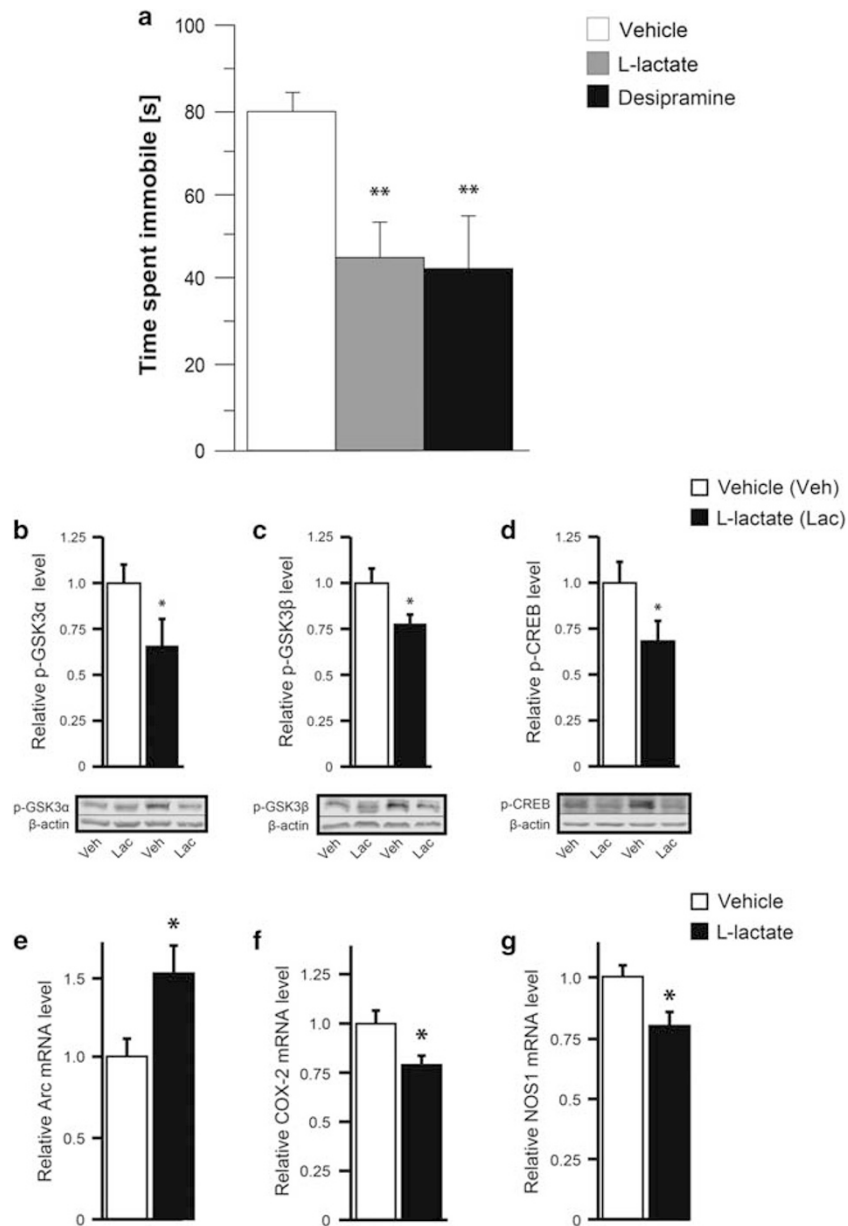 a
Time spent immobile [s]
100
80
60
40
20
0
**
**
Vehicle
L-lactate
Desipramine
Vehicle (Veh)
L-lactate (Lac)
b
Relative p-GSK3α level
1.25
1.0
0.75
0.5
0.25
0
*
p-GSK3α
β-actin
Veh Lac Veh Lac
c
Relative p-GSK3β level
1.25
1.0
0.75
0.5
0.25
0
*
p-GSK3β
β-actin
Veh Lac Veh Lac
d
Relative p-CREB level
1.25
1.0
0.75
0.5
0.25
0
*
p-CREB
β-actin
Veh Lac Veh Lac
Vehicle
L-lactate
e
Relative Arc mRNA level
1.5
1.0
1.5
0
*
f
Relative COX-2 mRNA level
1.25
1.0
0.75
0.5
0.25
0
*
g
Relative NOS1 mRNA level
1.0
0.75
0.5
0.25
0
*